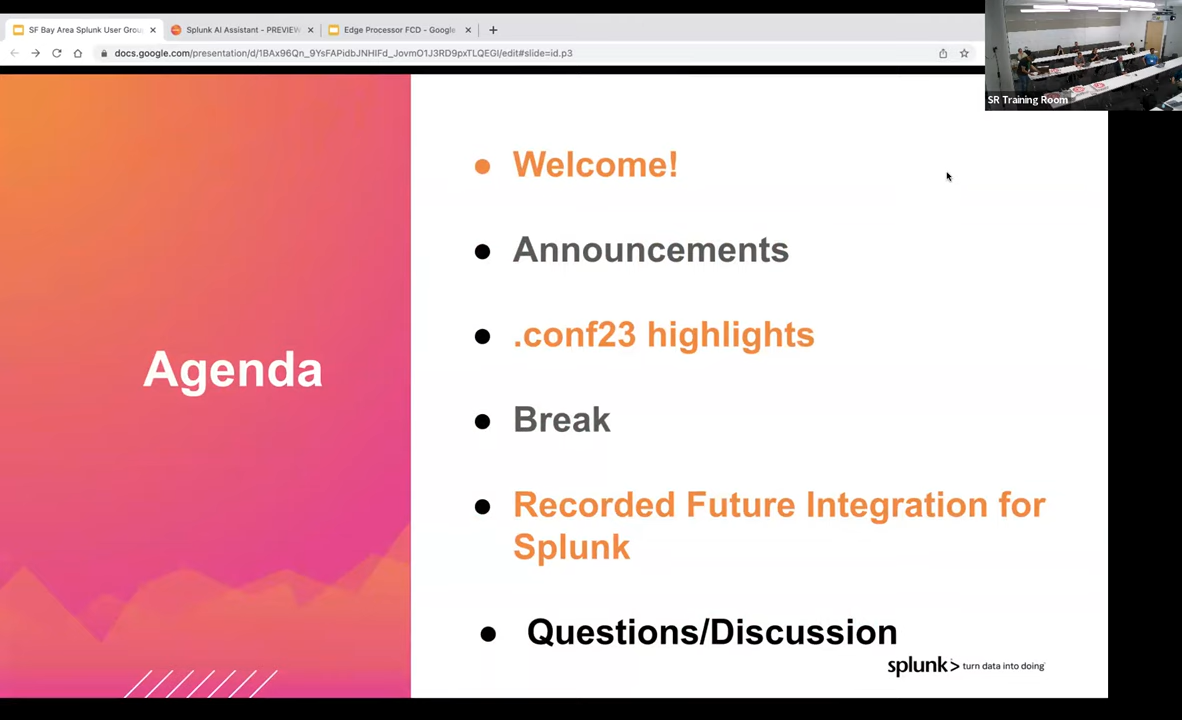 SF Bay Area Splunk User Grou
Splunk AI Assistant - PREVIEW
Edge Processor FCD - Google
docs.google.com/presentation/d/1BAx96Qn_9YsFAPidbJNHIFd_JovmO1J3RD9pxTLQEGI/edit#slide=id.p3
SR Training Room
Agenda
Welcome!
Announcements
.conf23 highlights
Break
Recorded Future Integration for
Splunk
Questions/Discussion
splunk> turn data into doing